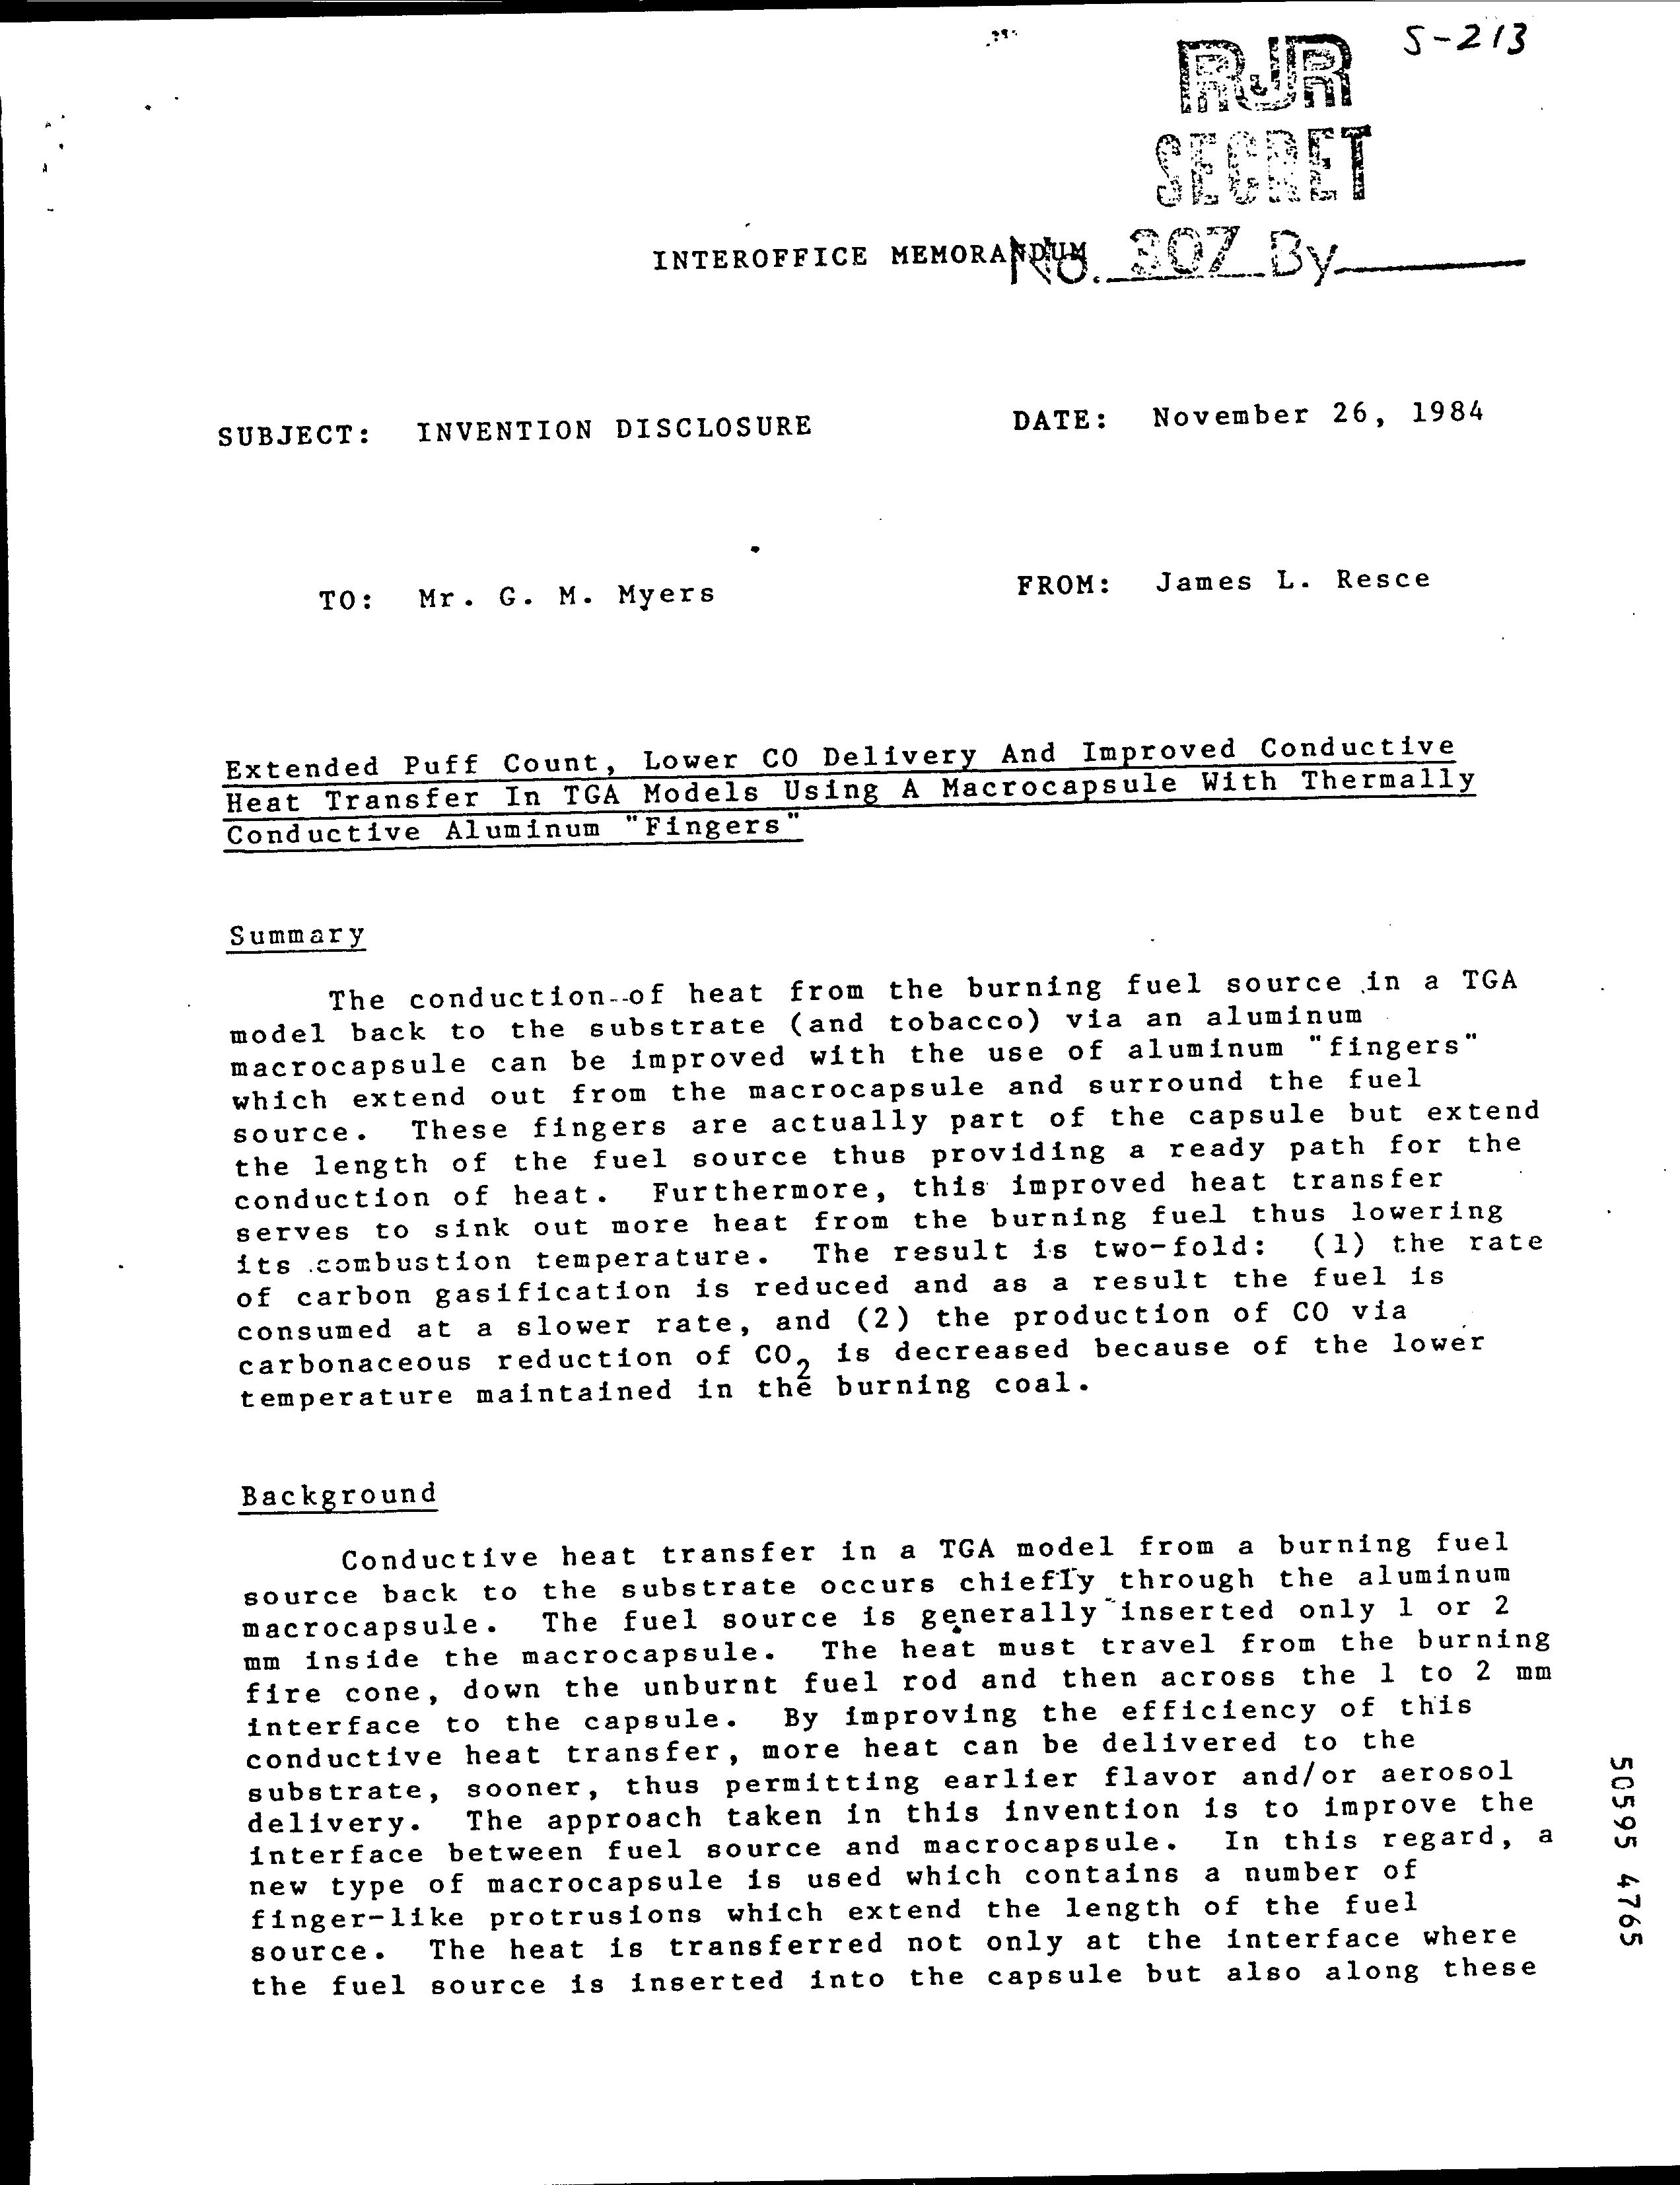 S-213
RJR
SECRET
INTEROFFICE MEMORANDUM
No. 307 By
SUBJECT: INVENTION DISCLOSURE DATE: November 26, 1984
TO: Mr. G. M. Myers FROM: James L. Resce
Extended Puff Count, Lower CO Delivery And Improved Conductive
Heat Transfer In TGA Models Using A Macrocapsule With Thermally
Conductive Aluminum "Fingers"
Summary
The conduction of heat from the burning fuel source in a TGA
model back to the substrate (and tobacco) via an aluminum
macrocapsule can be improved with the use of aluminum "fingers"
which extend out from the macrocapsule and surround the fuel
source. These fingers are actually part of the capsule but extend
the length of the fuel source thus providing a ready path for the
conduction of heat. Furthermore, this improved heat transfer
serves to sink out more heat from the burning fuel thus lowering
its combustion temperature. The result is two-fold: (1) the rate
of carbon gasification is reduced and as a result the fuel is
consumed at a slower rate, and (2) the production of CO via
carbonaceous reduction of CO₂ is decreased because of the lower
temperature maintained in the burning coal.
Background
Conductive heat transfer in a TGA model from a burning fuel
source back to the substrate occurs chiefly through the aluminum
macrocapsule. The fuel source is generally inserted only 1 or 2
mm inside the macrocapsule. The heat must travel from the burning
fire cone, down the unburnt fuel rod and then across the 1 to 2 mm
interface to the capsule. By improving the efficiency of this
conductive heat transfer, more heat can be delivered to the
substrate, sooner, thus permitting earlier flavor and/or aerosol
delivery. The approach taken in this invention is to improve the
interface between fuel source and macrocapsule. In this regard, a
new type of macrocapsule is used which contains a number of
finger-like protrusions which extend the length of the fuel
source. The heat is transferred not only at the interface where
the fuel source is inserted into the capsule but also along these
50595 4765